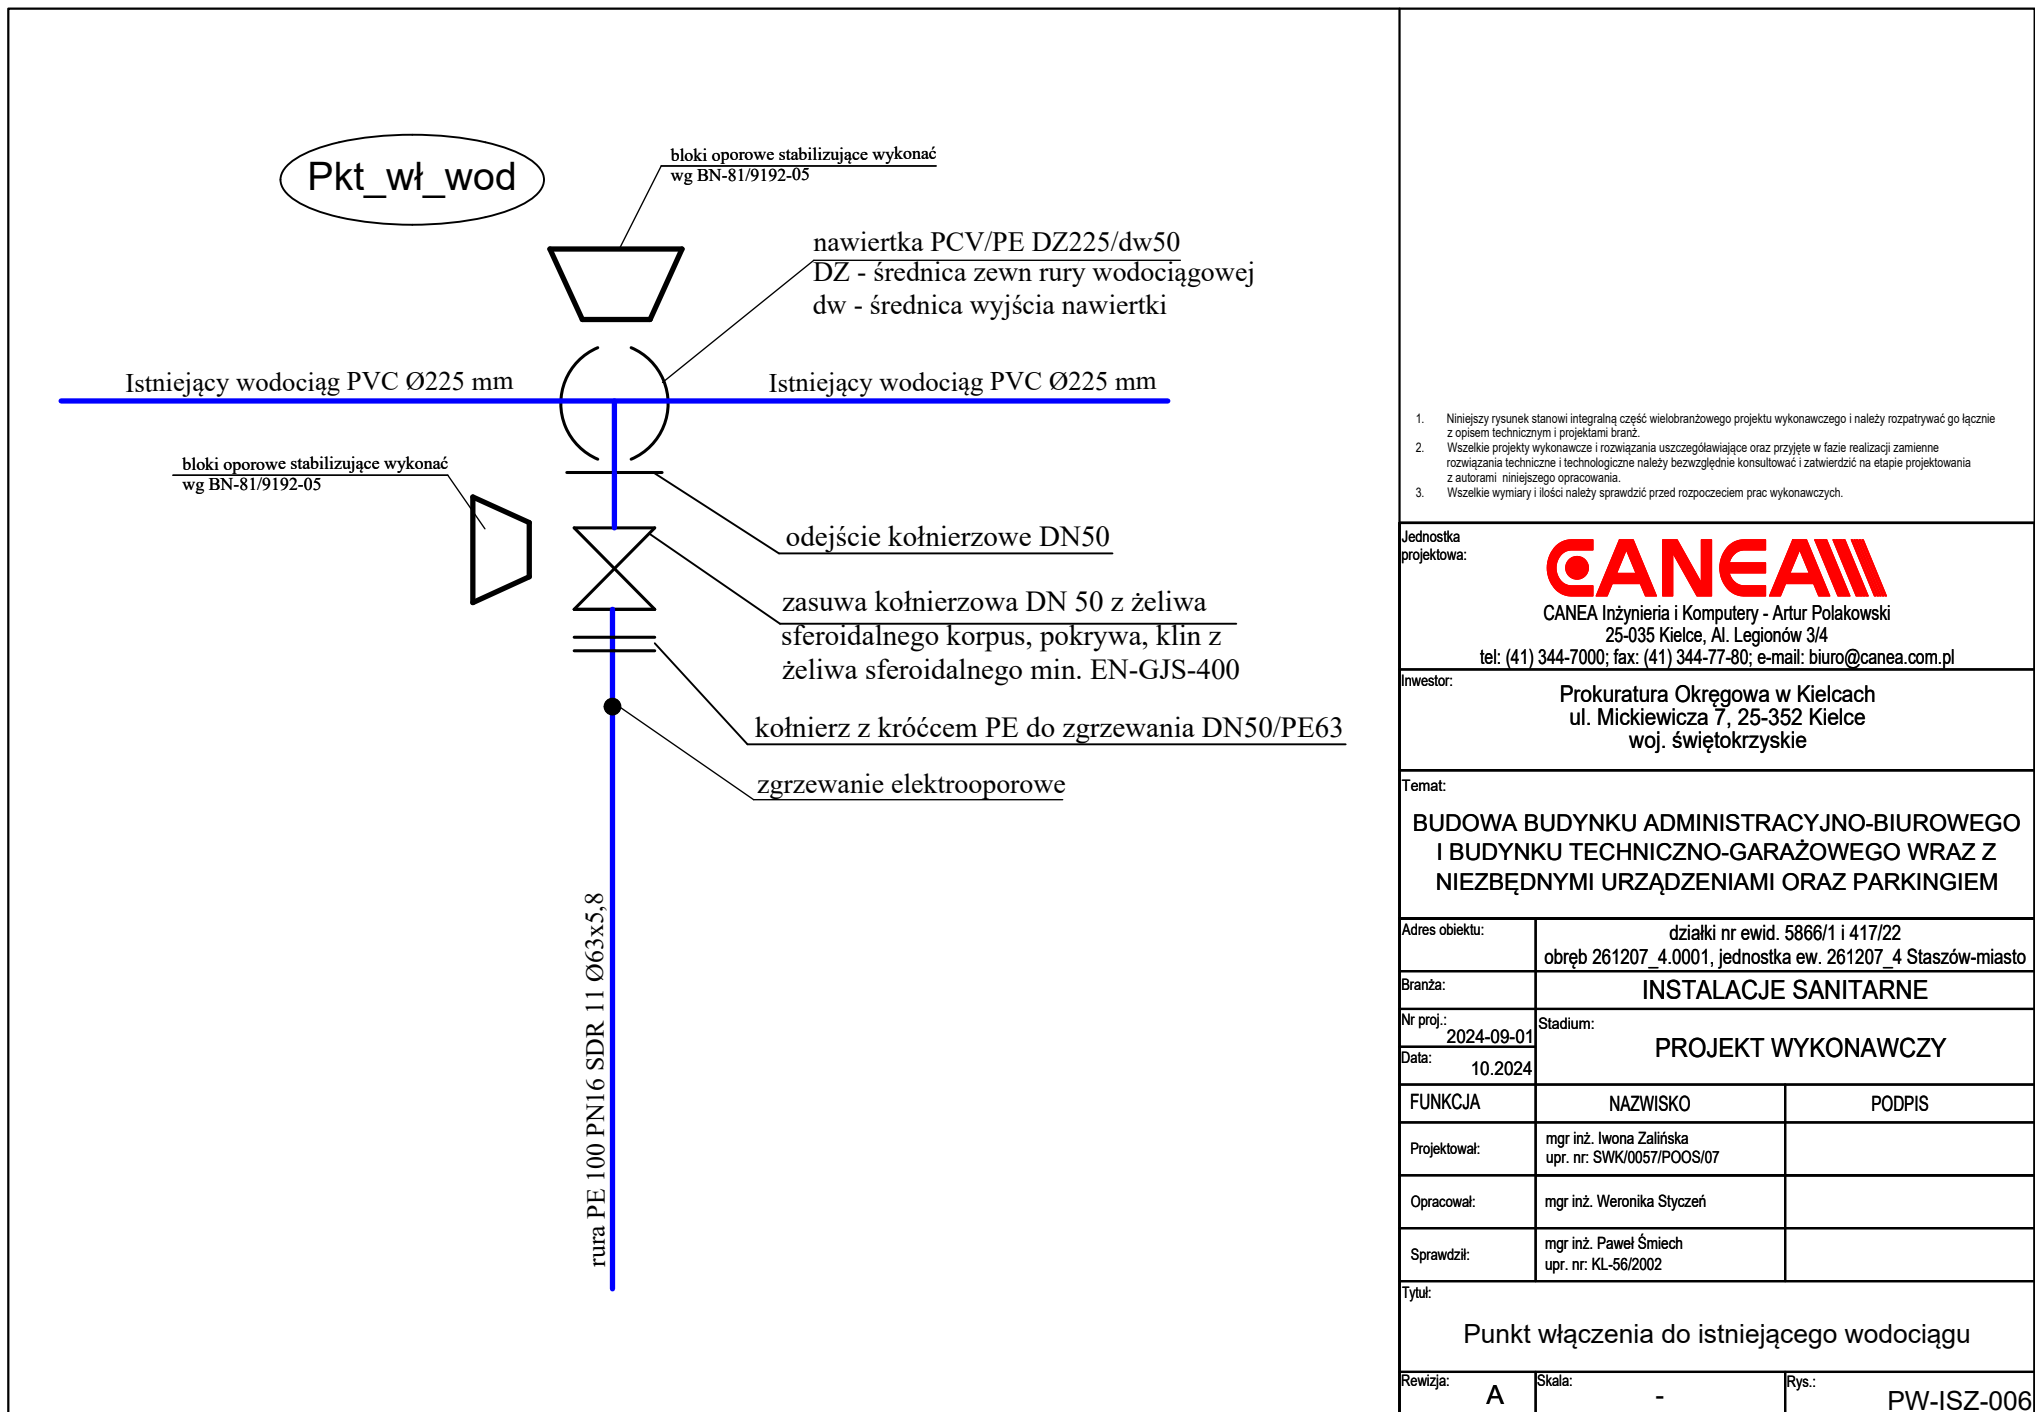 Pkt_wł_wod
bloki oporowe stabilizujące wykonać
wg BN-81/9192-05
nawiertka PCV/PE DZ225/dw50
DZ - średnica zewn rury wodociągowej
dw - średnica wyjścia nawiertki
Istniejący wodociąg PVC Ø225 mm
Istniejący wodociąg PVC Ø225 mm
bloki oporowe stabilizujące wykonać
wg BN-81/9192-05
odejście kołnierzowe DN50
zasuwa kołnierzowa DN 50 z żeliwa
sferoidalnego korpus, pokrywa, klin z
żeliwa sferoidalnego min. EN-GJS-400
kołnierz z króćcem PE do zgrzewania DN50/PE63
zgrzewanie elektrooporowe
rura PE 100 PN16 SDR 11 Ø63x5,8
1. Niniejszy rysunek stanowi integralną część wielobranżowego projektu wykonawczego i należy rozpatrywać go łącznie
z opisem technicznym i projektami branż.
2. Wszelkie projekty wykonawcze i rozwiązania uszczegóławiające oraz przyjęte w fazie realizacji zamienne
rozwiązania techniczne i technologiczne należy bezwzględnie konsultować i zatwierdzić na etapie projektowania
z autorami niniejszego opracowania.
3. Wszelkie wymiary i ilości należy sprawdzić przed rozpoczęciem prac wykonawczych.
Jednostka
projektowa:
CANEA
CANEA Inżynieria i Komputery - Artur Polakowski
25-035 Kielce, Al. Legionów 3/4
tel: (41) 344-7000; fax: (41) 344-77-80; e-mail: biuro@canea.com.pl
Inwestor:
Prokuratura Okręgowa w Kielcach
ul. Mickiewicza 7, 25-352 Kielce
woj. świętokrzyskie
Temat:
BUDOWA BUDYNKU ADMINISTRACYJNO-BIUROWEGO
I BUDYNKU TECHNICZNO-GARAŻOWEGO WRAZ Z
NIEZBĘDNYMI URZĄDZENIAMI ORAZ PARKINGIEM
Adres obiektu:
działki nr ewid. 5866/1 i 417/22
obręb 261207_4.0001, jednostka ew. 261207_4 Staszów-miasto
Branża:
INSTALACJE SANITARNE
Nr proj.:
2024-09-01
Data:
10.2024
Stadium:
PROJEKT WYKONAWCZY
FUNKCJA NAZWISKO PODPIS
Projektował:
mgr inż. Iwona Zalińska
upr. nr: SWK/0057/POOS/07
Opracował:
mgr inż. Weronika Styczeń
Sprawdził:
mgr inż. Paweł Śmiech
upr. nr: KL-56/2002
Tytuł:
Punkt włączenia do istniejącego wodociągu
Rewizja: A
Skala: -
Rys.: PW-ISZ-006